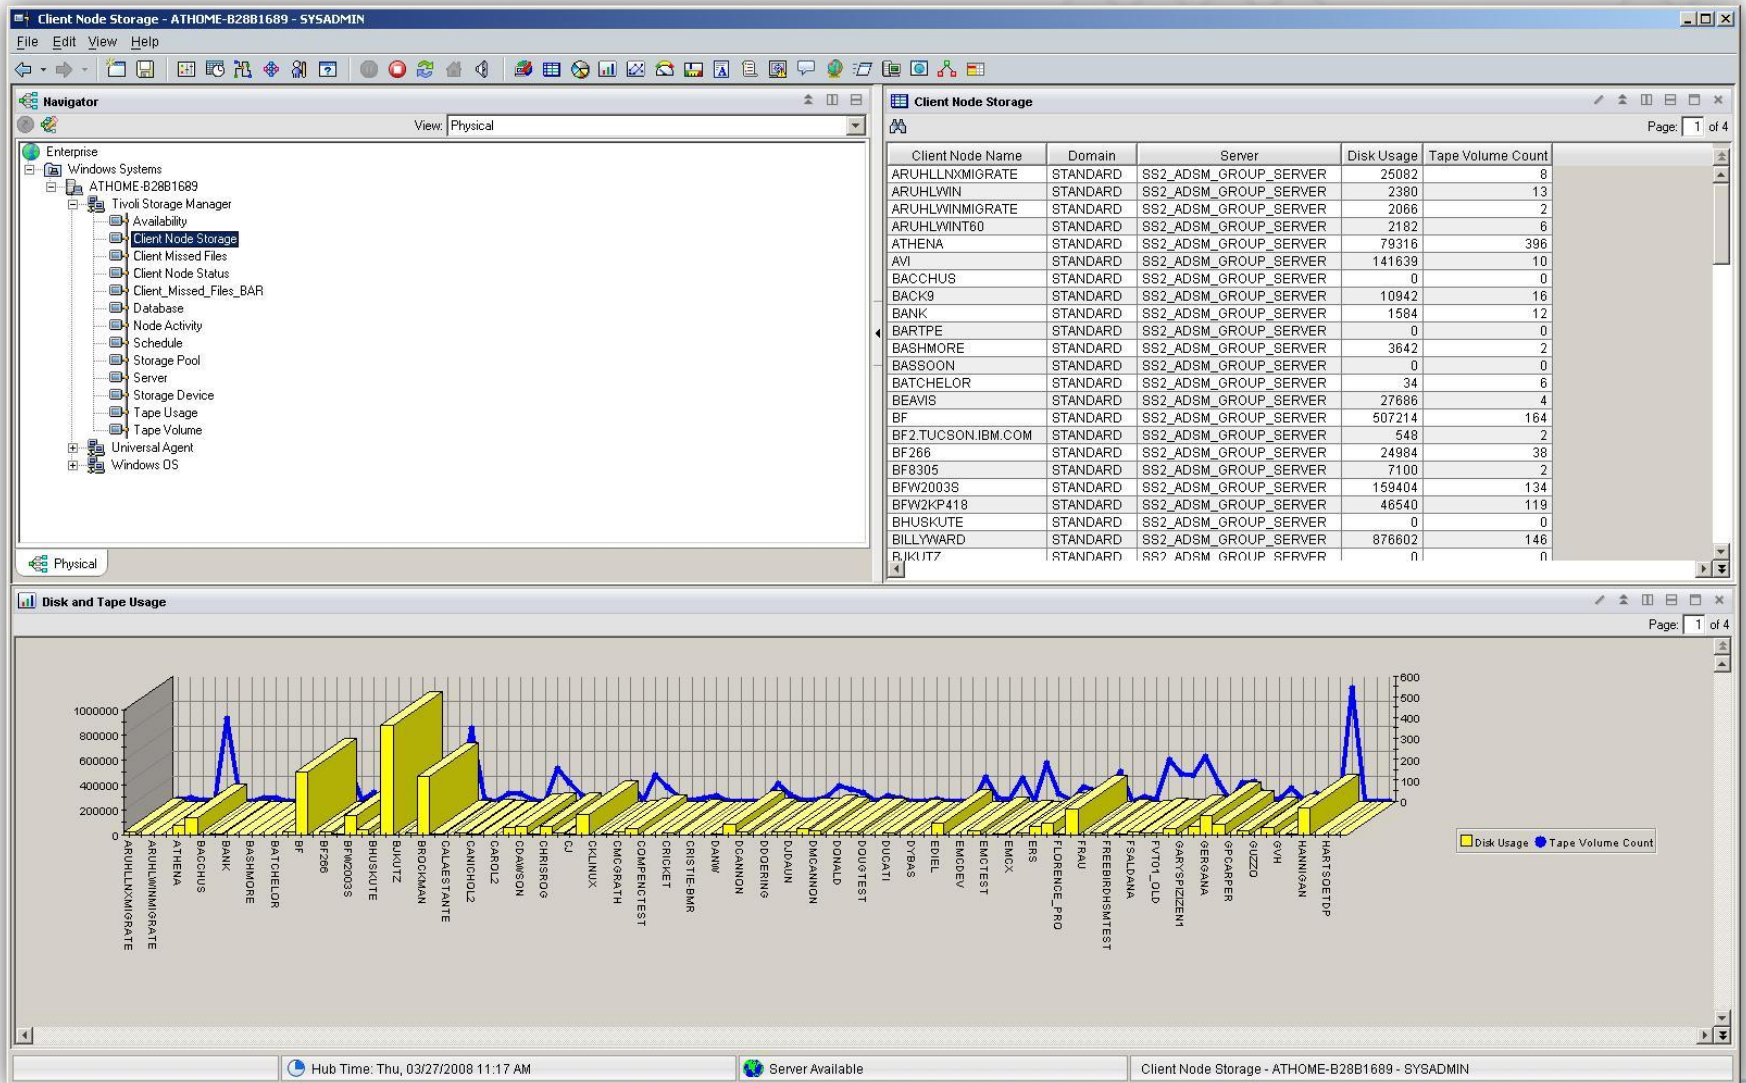 Client Node Storage - ATHOME-B28B1689 - SYSADMIN
File Edit View Help
Navigator
View: Physical
Enterprise
Windows Systems
ATHOME-B28B1689
Tivoli Storage Manager
Availability
Client Node Storage
Client Missed Files
Client Node Status
Client_Missed_Files_BAR
Database
Node Activity
Schedule
Storage Pool
Server
Storage Device
Tape Usage
Tape Volume
Universal Agent
Windows OS
Physical
Client Node Storage
Page: 1 of 4
Client Node Name Domain Server Disk Usage Tape Volume Count
ARUHLLNXMIGRATE STANDARD SS2_ADSM_GROUP_SERVER 25082 8
ARUHLWIN STANDARD SS2_ADSM_GROUP_SERVER 2380 13
ARUHLWINMIGRATE STANDARD SS2_ADSM_GROUP_SERVER 2066 2
ARUHLWINT60 STANDARD SS2_ADSM_GROUP_SERVER 2182 6
ATHENA STANDARD SS2_ADSM_GROUP_SERVER 79316 396
AVI STANDARD SS2_ADSM_GROUP_SERVER 141639 10
BACCHUS STANDARD SS2_ADSM_GROUP_SERVER 0 0
BACK9 STANDARD SS2_ADSM_GROUP_SERVER 10942 16
BANK STANDARD SS2_ADSM_GROUP_SERVER 1584 12
BARTPE STANDARD SS2_ADSM_GROUP_SERVER 0 0
BASHMORE STANDARD SS2_ADSM_GROUP_SERVER 3642 2
BASSOON STANDARD SS2_ADSM_GROUP_SERVER 0 0
BATCHELOR STANDARD SS2_ADSM_GROUP_SERVER 34 6
BEAVIS STANDARD SS2_ADSM_GROUP_SERVER 27686 4
BF STANDARD SS2_ADSM_GROUP_SERVER 507214 164
BF2.TUCSON.IBM.COM STANDARD SS2_ADSM_GROUP_SERVER 548 2
BF266 STANDARD SS2_ADSM_GROUP_SERVER 24984 38
BF8305 STANDARD SS2_ADSM_GROUP_SERVER 7100 2
BFW2003S STANDARD SS2_ADSM_GROUP_SERVER 159404 134
BFW2KP418 STANDARD SS2_ADSM_GROUP_SERVER 46540 119
BHUSKUTE STANDARD SS2_ADSM_GROUP_SERVER 0 0
BILLYWARD STANDARD SS2_ADSM_GROUP_SERVER 876602 146
BJKUTZ STANDARD SS2_ADSM_GROUP_SERVER 0 0
Disk and Tape Usage
Page: 1 of 4
1000000
800000
600000
400000
200000
0
600
500
400
300
200
100
0
ARUHLLNXMIGRATE
ARUHLWINMIGRATE
ATHENA
BACCHUS
BANK
BASHMORE
BATCHELOR
BF
BF266
BFW2003S
BHUSKUTE
BJKUTZ
BROCKMAN
CALAESTANTE
CANICHOL2
CAROL2
CDAWSON
CHRISROG
CJ
CKLINUX
CMCGRATH
COMPENCTEST
CRICKET
CRISTIE-BMR
DANW
DCANNON
DDOERING
DJDAUN
DMCANNON
DONALD
DOUGTEST
DUCATI
DYBAS
EDIEL
EMCDEV
EMCTEST
EMCX
ERS
FLORENCE_PRO
FRAU
FREEBIRDHSMTEST
FSALDANA
FVT01_OLD
GARYSPIZIZEN1
GERGANA
GPCARPER
GUZZO
GVH
HANNIGAN
HARTSOETDP
Disk Usage Tape Volume Count
Hub Time: Thu, 03/27/2008 11:17 AM
Server Available
Client Node Storage - ATHOME-B28B1689 - SYSADMIN